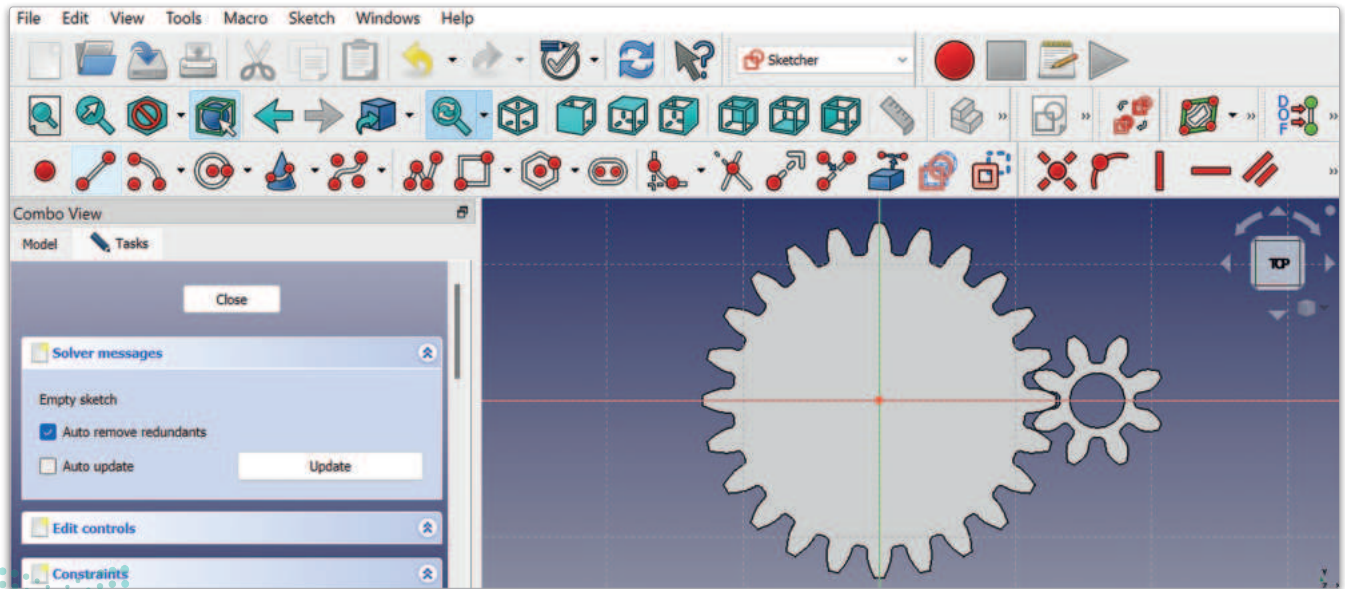 File Edit View Tools Macro Sketch Windows Help
Sketcher
DOF
Combo View
Model Tasks
TOP
Close
Solver messages
Empty sketch
Auto remove redundants
Auto update Update
Edit controls
Constraints
Y
Z X